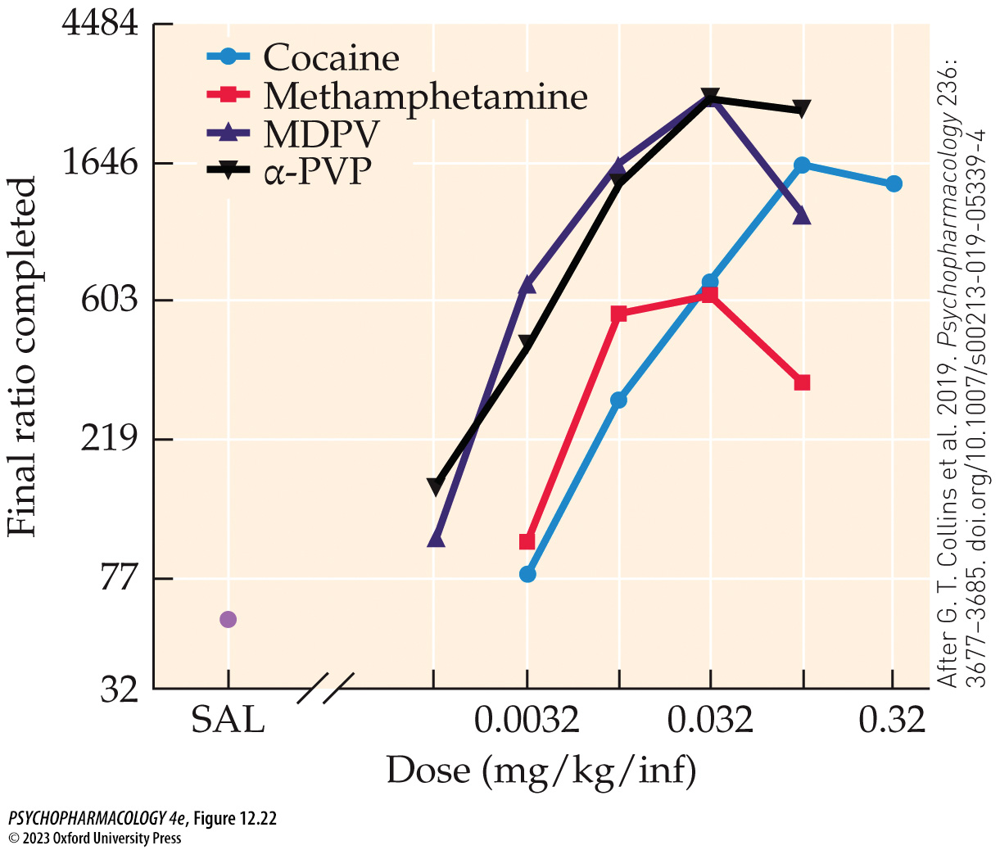 4484
1646
603
219
77
32
Final ratio completed
Cocaine
Methamphetamine
MDPV
α-PVP
SAL
0.0032
0.032
0.32
Dose (mg/kg/inf)
After G. T. Collins et al. 2019. Psychopharmacology 236:
3677–3685. doi.org/10.1007/s00213-019-05339-4
PSYCHOPHARMACOLOGY 4e, Figure 12.22
© 2023 Oxford University Press